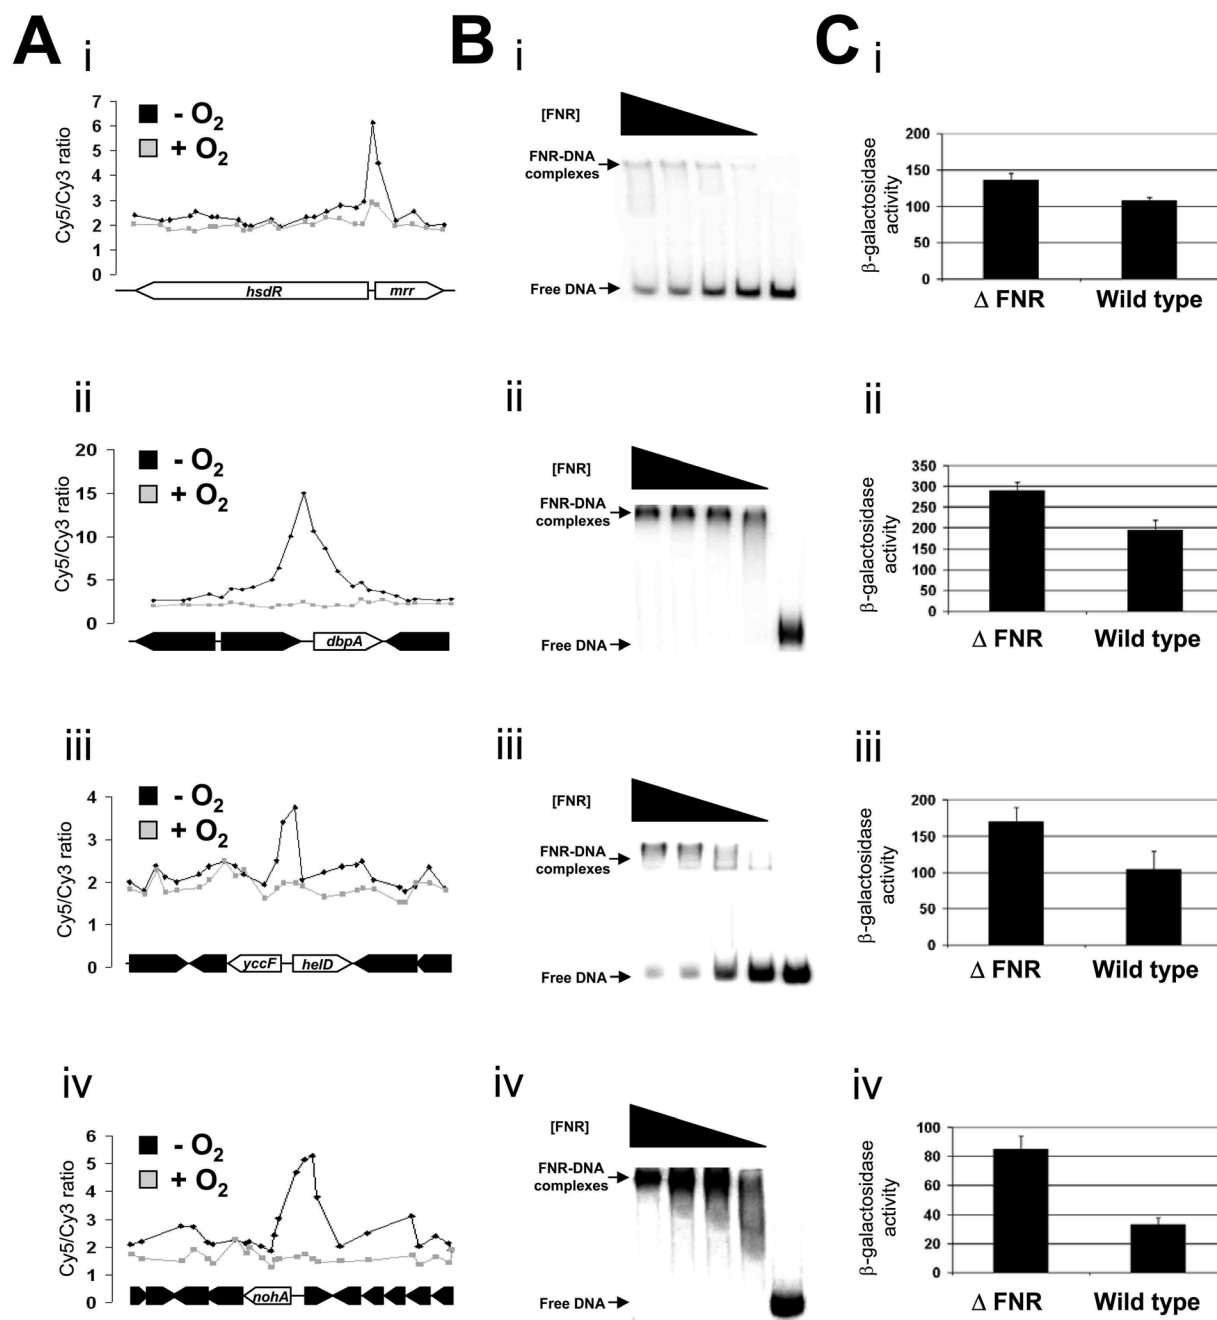 A B C
i i i
7
6
5
4
3
2
1
0
Cy5/Cy3 ratio
- O2
+ O2
hsdR mrr
[FNR]
FNR-DNA
complexes
Free DNA
200
150
100
50
0
β-galactosidase
activity
Δ FNR Wild type
ii ii ii
20
15
10
5
0
Cy5/Cy3 ratio
- O2
+ O2
dbpA
[FNR]
FNR-DNA
complexes
Free DNA
350
300
250
200
150
100
50
0
β-galactosidase
activity
Δ FNR Wild type
iii iii iii
4
3
2
1
0
Cy5/Cy3 ratio
- O2
+ O2
yccF helD
[FNR]
FNR-DNA
complexes
Free DNA
200
150
100
50
0
β-galactosidase
activity
Δ FNR Wild type
iv iv iv
6
5
4
3
2
1
0
Cy5/Cy3 ratio
- O2
+ O2
nohA
[FNR]
FNR-DNA
complexes
Free DNA
100
80
60
40
20
0
β-galactosidase
activity
Δ FNR Wild type